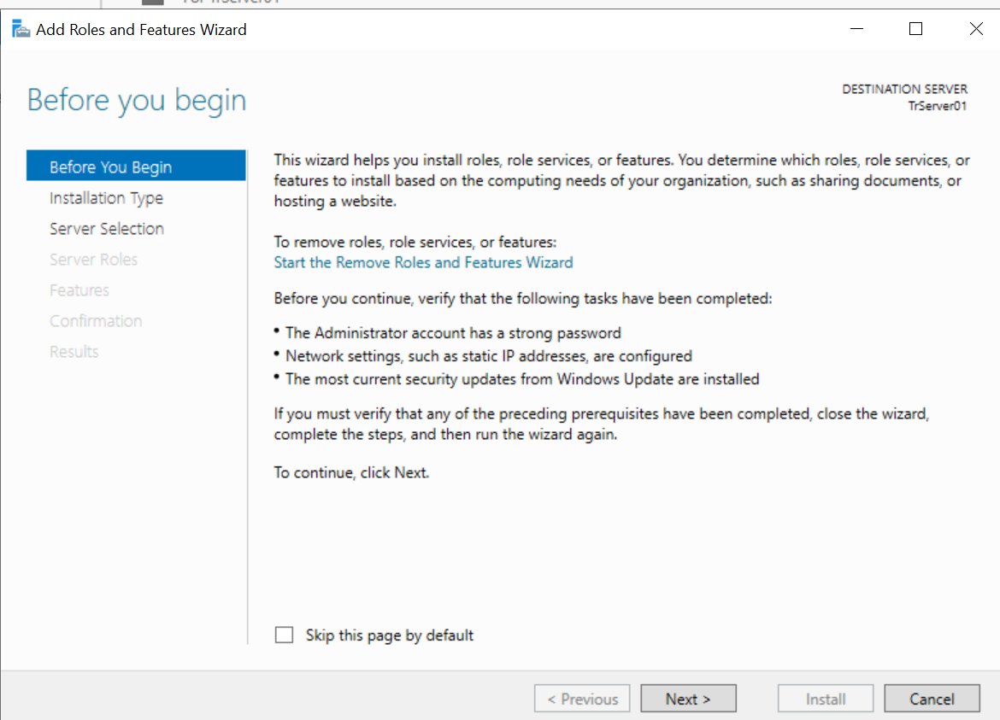 Add Roles and Features Wizard
Before you begin
DESTINATION SERVER
TrServer01
Before You Begin
Installation Type
Server Selection
Server Roles
Features
Confirmation
Results
This wizard helps you install roles, role services, or features. You determine which roles, role services, or
features to install based on the computing needs of your organization, such as sharing documents, or
hosting a website.
To remove roles, role services, or features:
Start the Remove Roles and Features Wizard
Before you continue, verify that the following tasks have been completed:
• The Administrator account has a strong password
• Network settings, such as static IP addresses, are configured
• The most current security updates from Windows Update are installed
If you must verify that any of the preceding prerequisites have been completed, close the wizard,
complete the steps, and then run the wizard again.
To continue, click Next.
Skip this page by default
< Previous
Next >
Install
Cancel